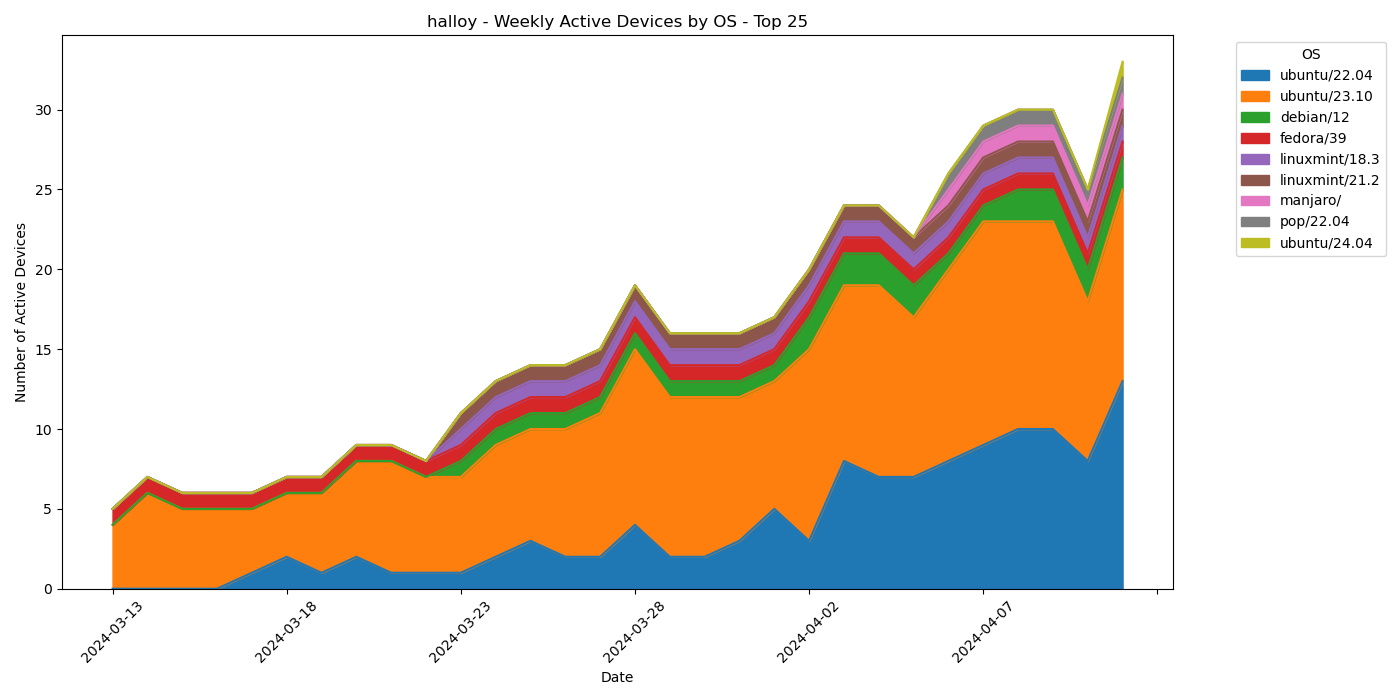 halloy - Weekly Active Devices by OS - Top 25
OS
ubuntu/22.04
ubuntu/23.10
debian/12
fedora/39
linuxmint/18.3
linuxmint/21.2
manjaro/
pop/22.04
ubuntu/24.04
Number of Active Devices
30
25
20
15
10
5
0
2024-03-13
2024-03-18
2024-03-23
2024-03-28
2024-04-02
2024-04-07
Date